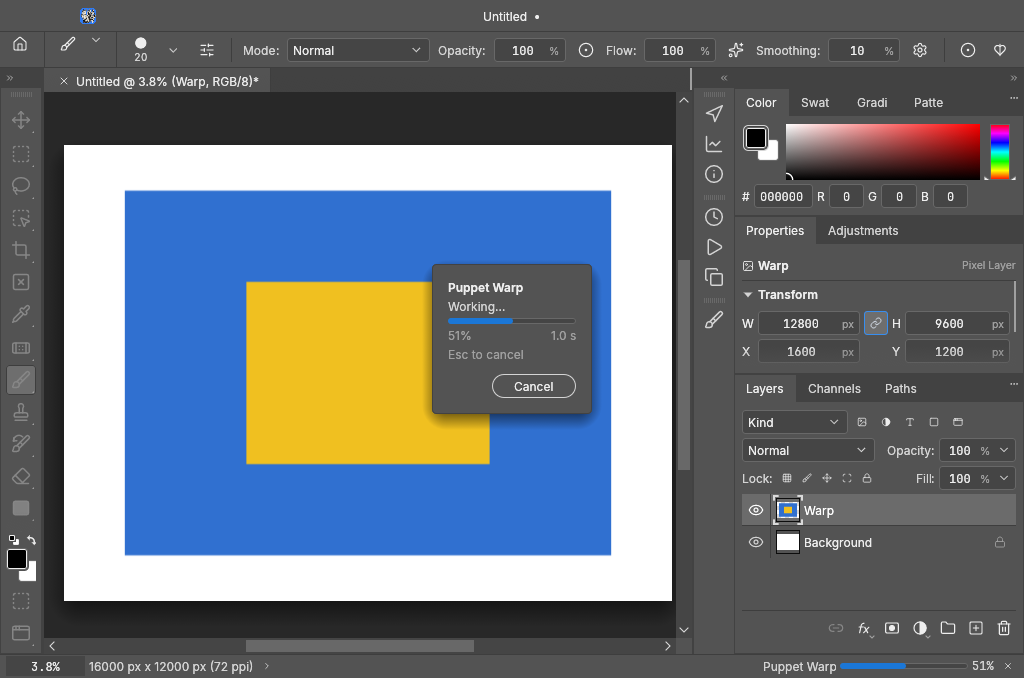 Untitled •
20
Mode: Normal
Opacity: 100 %
Flow: 100 %
Smoothing: 10 %
Untitled @ 3.8% (Warp, RGB/8)*
Color
Swat
Gradi
Patte
# 000000 R 0 G 0 B 0
Properties
Adjustments
Warp
Pixel Layer
Transform
W 12800 px H 9600 px
X 1600 px Y 1200 px
Puppet Warp
Working...
51% 1.0 s
Esc to cancel
Cancel
Layers
Channels
Paths
Kind
Normal
Opacity: 100 %
Lock:
Fill: 100 %
Warp
Background
fx
3.8%
16000 px x 12000 px (72 ppi)
Puppet Warp 51%